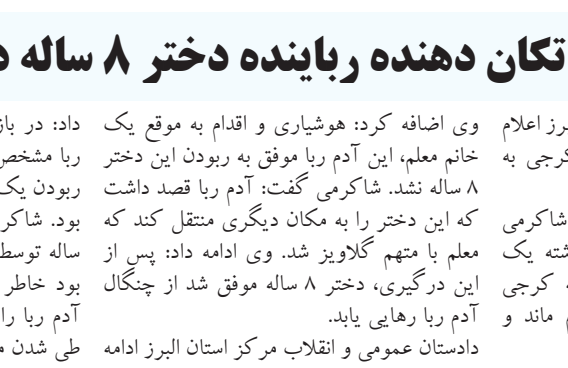 تکان دهنده رباینده دختر ۸ ساله
برز اعلام
کرجی به
شاکرمی
شته یک
کرجی
ماند و
وی اضافه کرد: هوشیاری و اقدام به موقع یک
خانم معلم، این آدم ربا موفق به ربودن این دختر
۸ ساله نشد. شاکرمی گفت: آدم ربا قصد داشت
که این دختر را به مکان دیگری منتقل کند که
معلم با متهم گلاویز شد. وی ادامه داد: پس از
این درگیری، دختر ۸ ساله موفق شد از چنگال
آدم ربا رهایی یابد.
دادستان عمومی و انقلاب مرکز استان البرز ادامه
داد: در باز
ربا مشخص
ربودن یک
بود. شاکر
ساله توسط
بود خاطر
آدم ربا را
طی شدن م